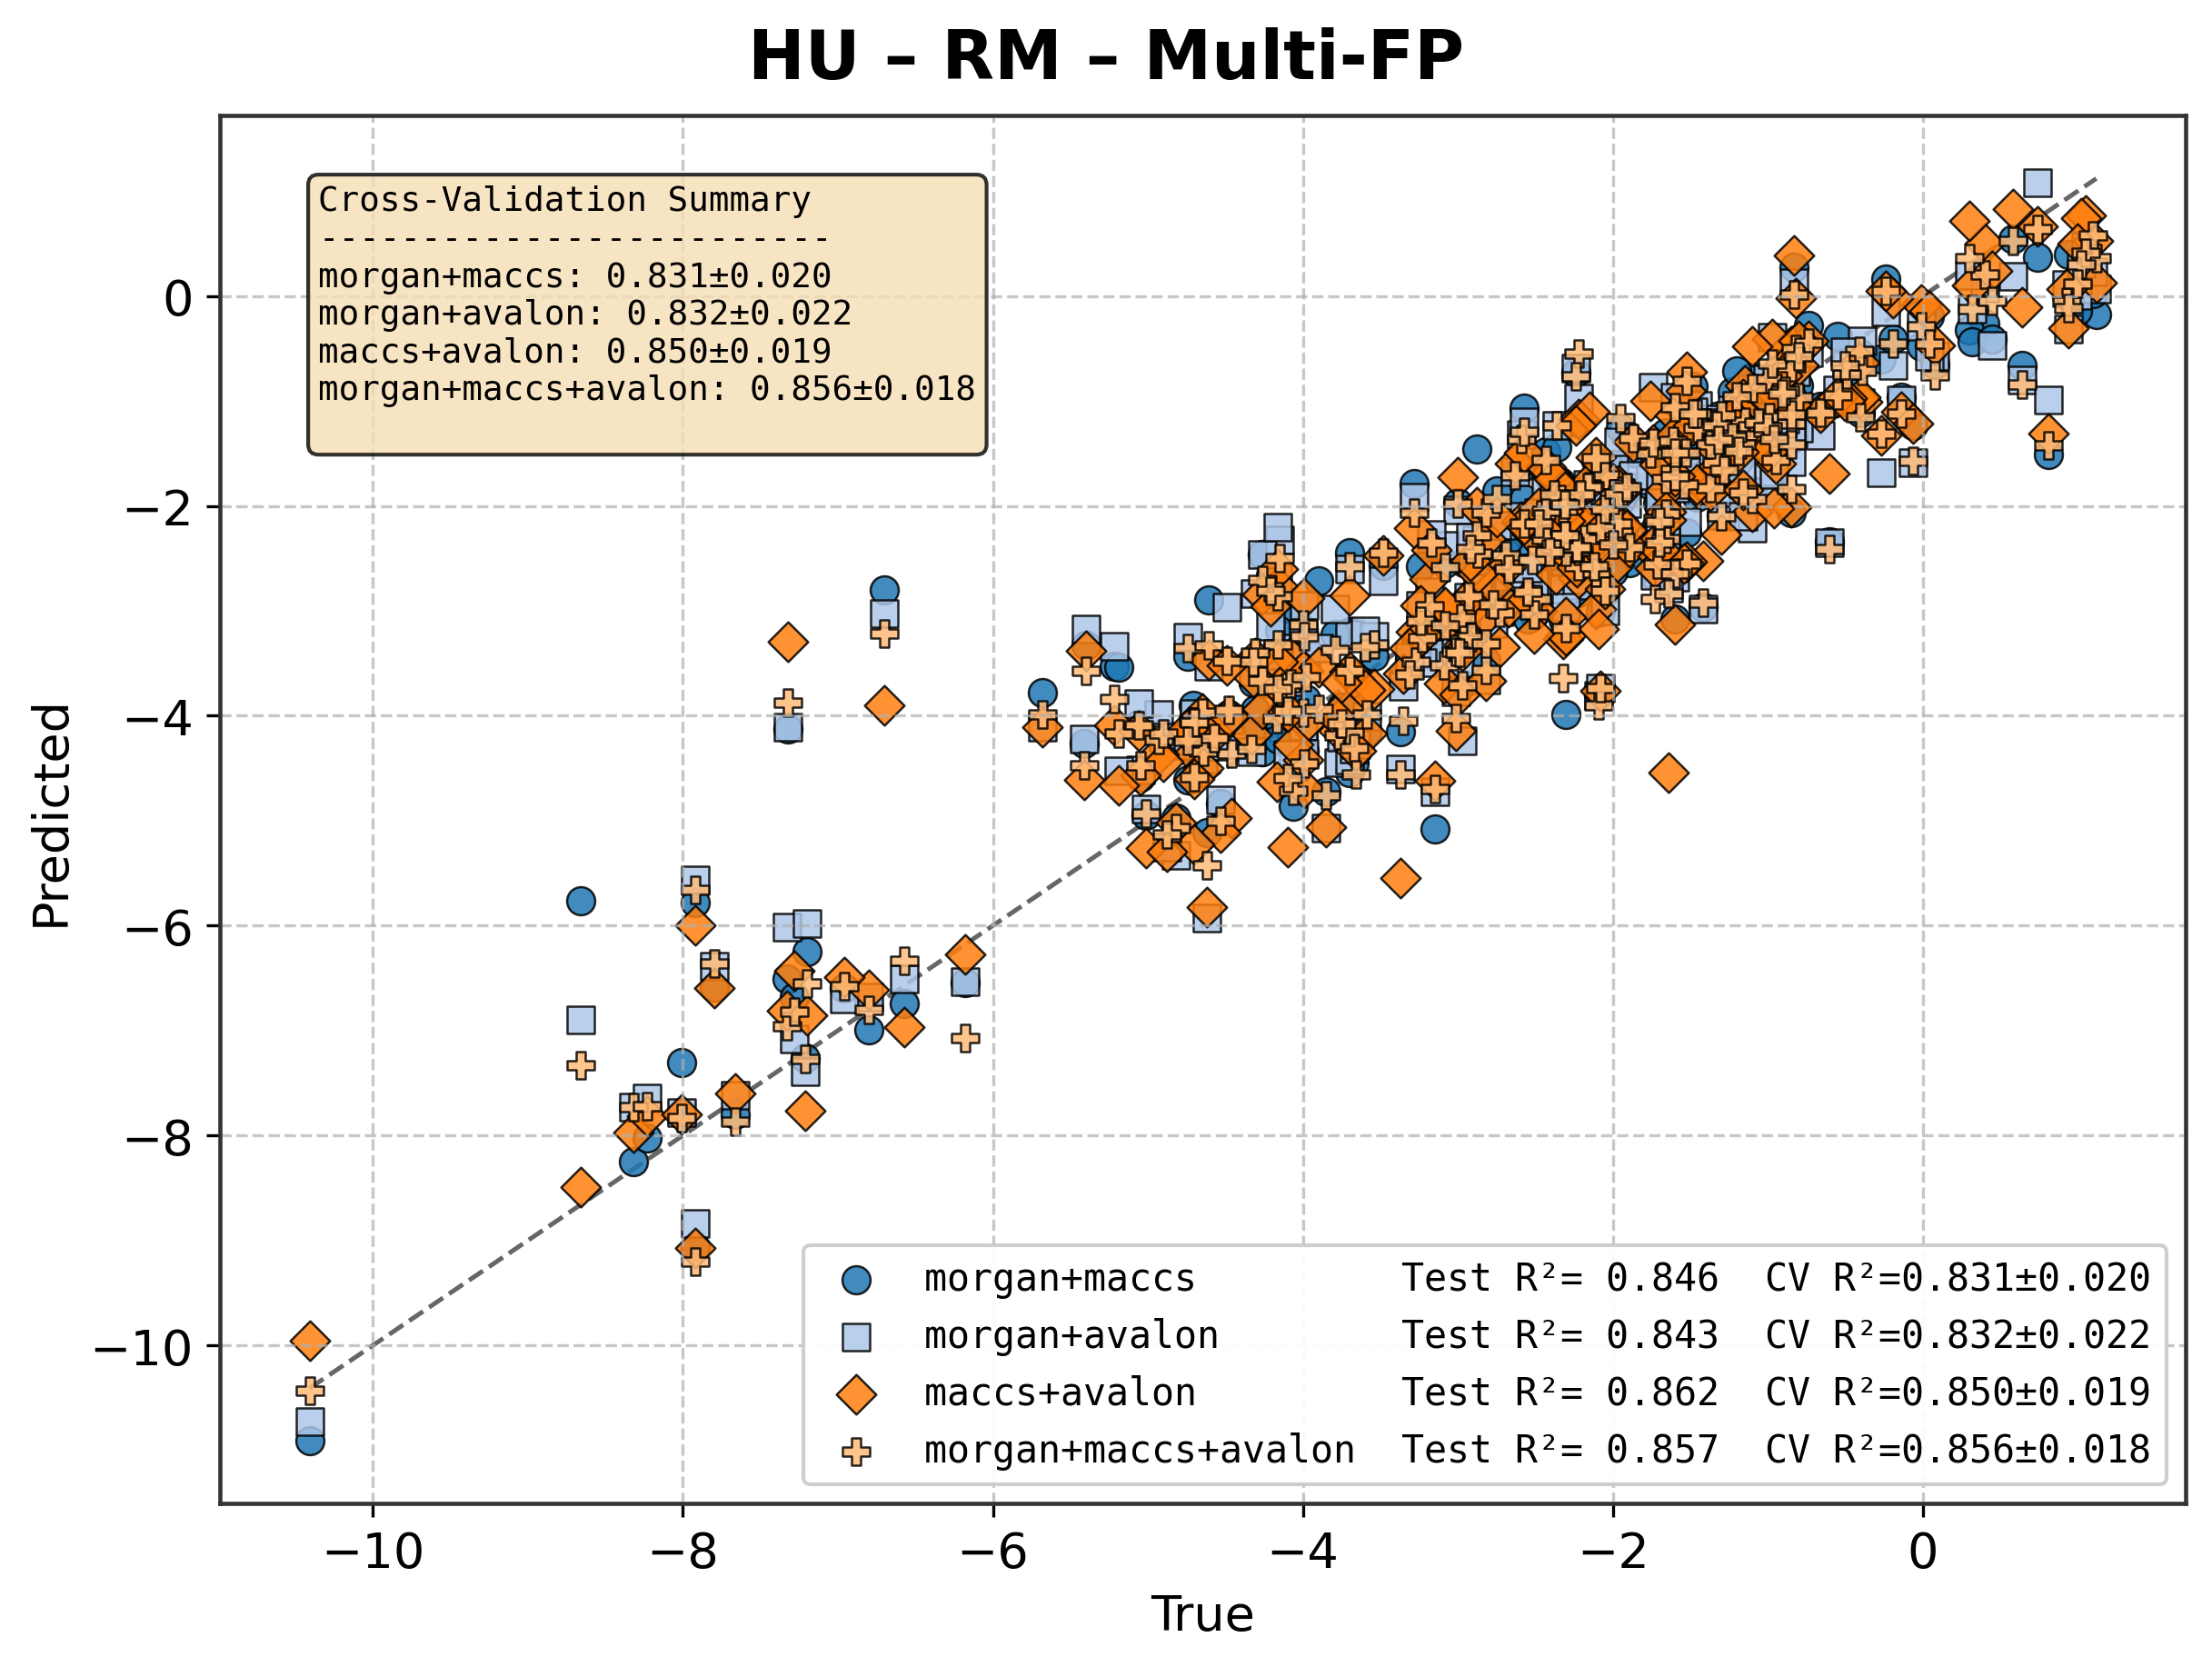 HU – RM – Multi-FP
Cross-Validation Summary
-------------------------
morgan+maccs: 0.831±0.020
morgan+avalon: 0.832±0.022
maccs+avalon: 0.850±0.019
morgan+maccs+avalon: 0.856±0.018
0
−2
−4
−6
−8
−10
Predicted
morgan+maccs Test R²= 0.846 CV R²=0.831±0.020
morgan+avalon Test R²= 0.843 CV R²=0.832±0.022
maccs+avalon Test R²= 0.862 CV R²=0.850±0.019
morgan+maccs+avalon Test R²= 0.857 CV R²=0.856±0.018
−10 −8 −6 −4 −2 0
True